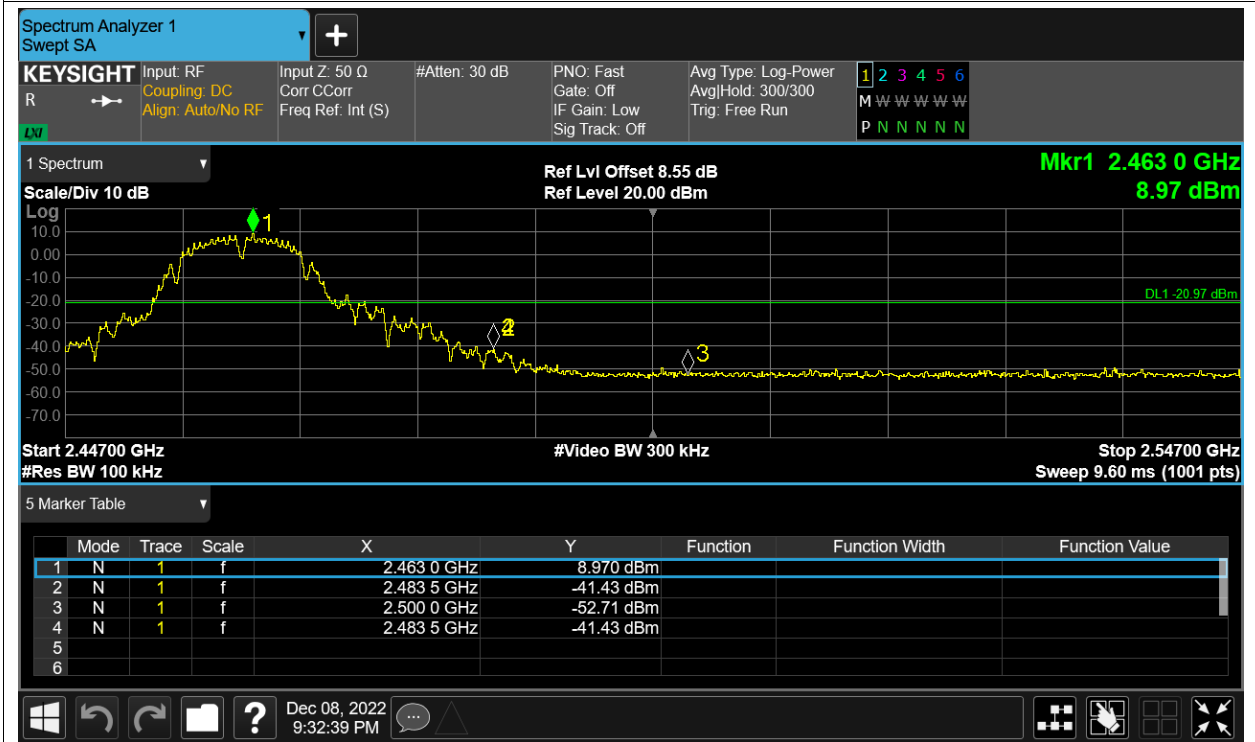 Spectrum Analyzer 1
Swept SA
KEYSIGHT Input: RF Input Z: 50 Ω #Atten: 30 dB PNO: Fast Avg Type: Log-Power 1 2 3 4 5 6
R Coupling: DC Corr CCorr Gate: Off Avg|Hold: 300/300 M W W W W W
Align: Auto/No RF Freq Ref: Int (S) IF Gain: Low Trig: Free Run
LXI Sig Track: Off P N N N N N
1 Spectrum Ref Lvl Offset 8.55 dB Mkr1 2.463 0 GHz
Scale/Div 10 dB Ref Level 20.00 dBm 8.97 dBm
Log
1
10.0
0.00
-10.0
-20.0 DL1 -20.97 dBm
-30.0
-40.0
3
-50.0
-60.0
-70.0
Start 2.44700 GHz #Video BW 300 kHz Stop 2.54700 GHz
#Res BW 100 kHz Sweep 9.60 ms (1001 pts)
5 Marker Table
Mode Trace Scale X Y Function Function Width Function Value
1 N 1 f 2.463 0 GHz 8.970 dBm
2 N 1 f 2.483 5 GHz -41.43 dBm
3 N 1 f 2.500 0 GHz -52.71 dBm
4 N 1 f 2.483 5 GHz -41.43 dBm
5
6
? Dec 08, 2022
9:32:39 PM